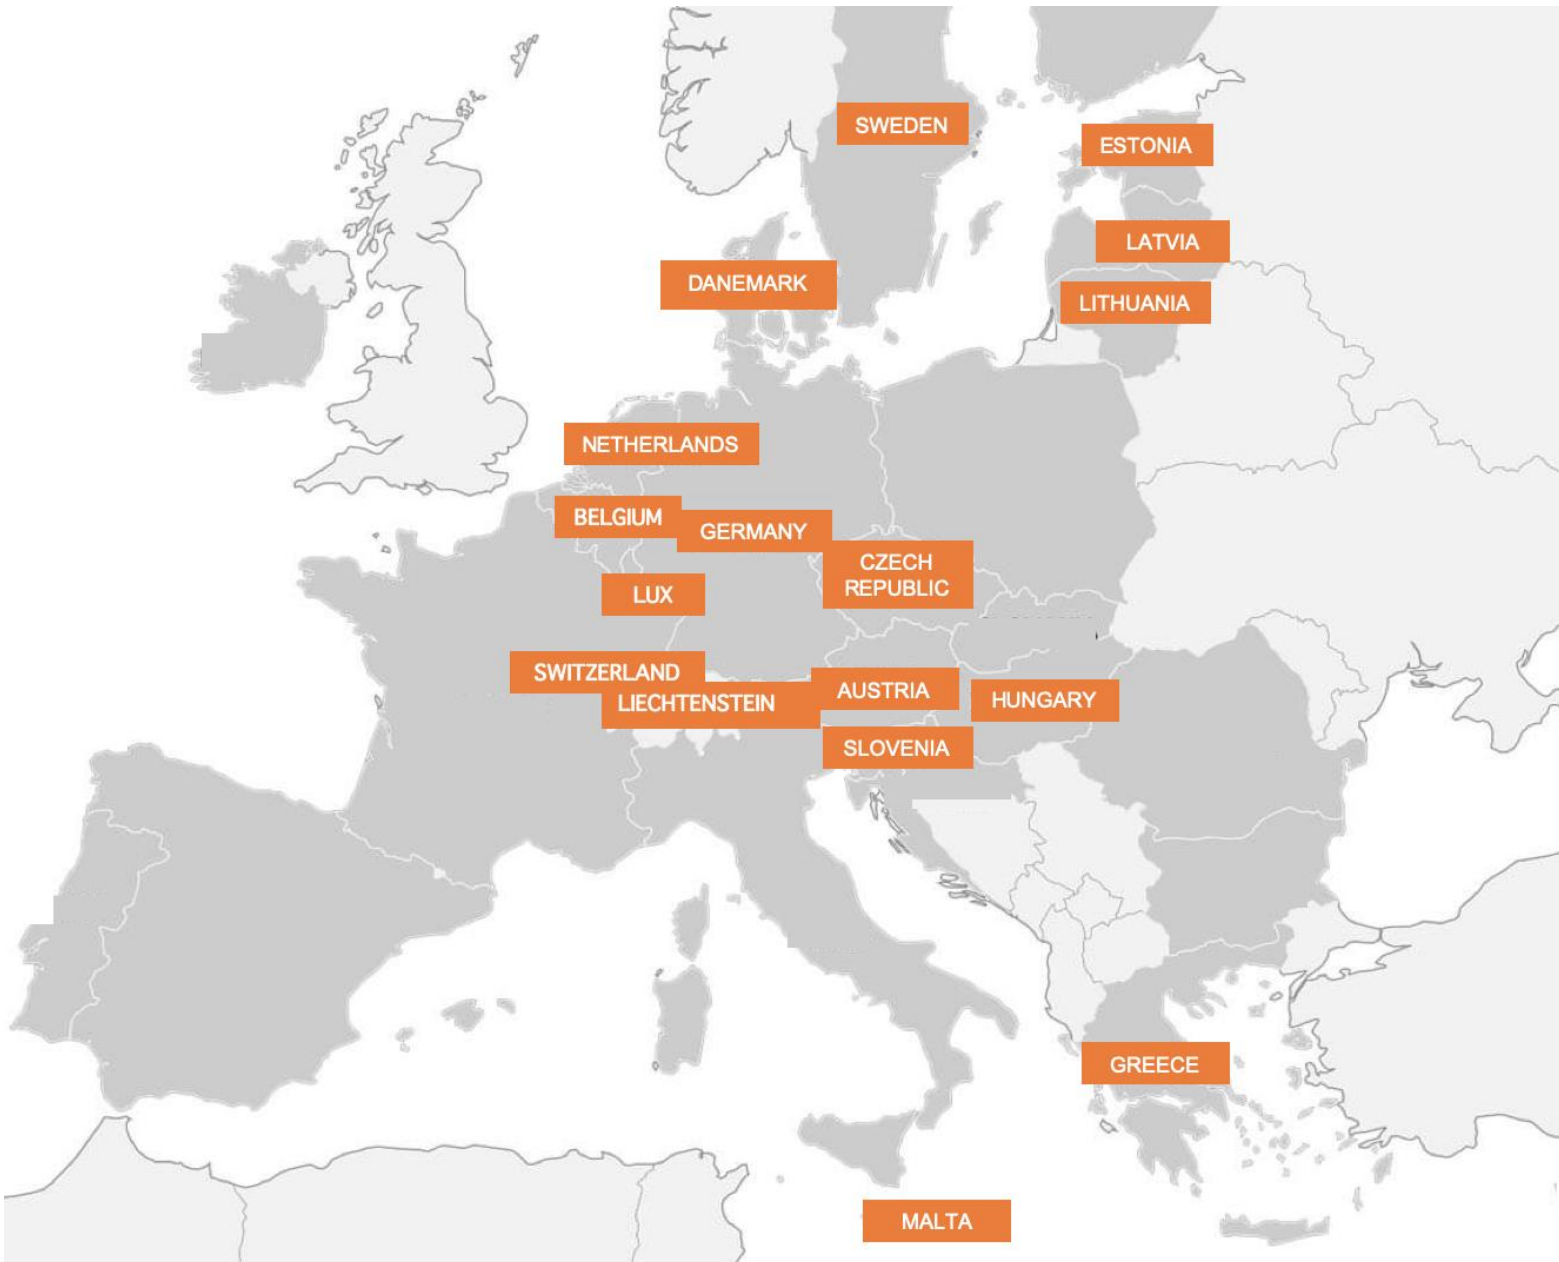 SWEDEN
ESTONIA
LATVIA
DANEMARK
LITHUANIA
NETHERLANDS
BELGIUM
GERMANY
CZECH
REPUBLIC
LUX
SWITZERLAND
LIECHTENSTEIN
AUSTRIA
HUNGARY
SLOVENIA
GREECE
MALTA